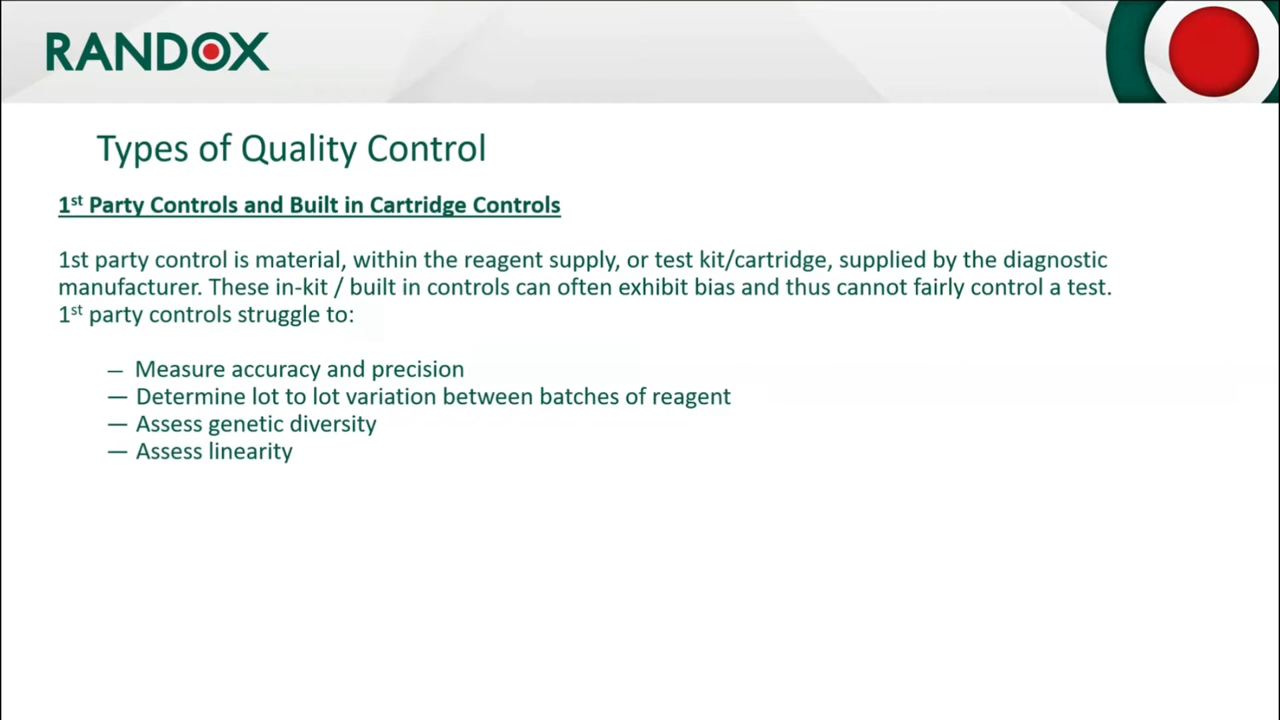 RANDOX
Types of Quality Control
1st Party Controls and Built in Cartridge Controls
1st party control is material, within the reagent supply, or test kit/cartridge, supplied by the diagnostic
manufacturer. These in-kit / built in controls can often exhibit bias and thus cannot fairly control a test.
1st party controls struggle to:
— Measure accuracy and precision
— Determine lot to lot variation between batches of reagent
— Assess genetic diversity
— Assess linearity